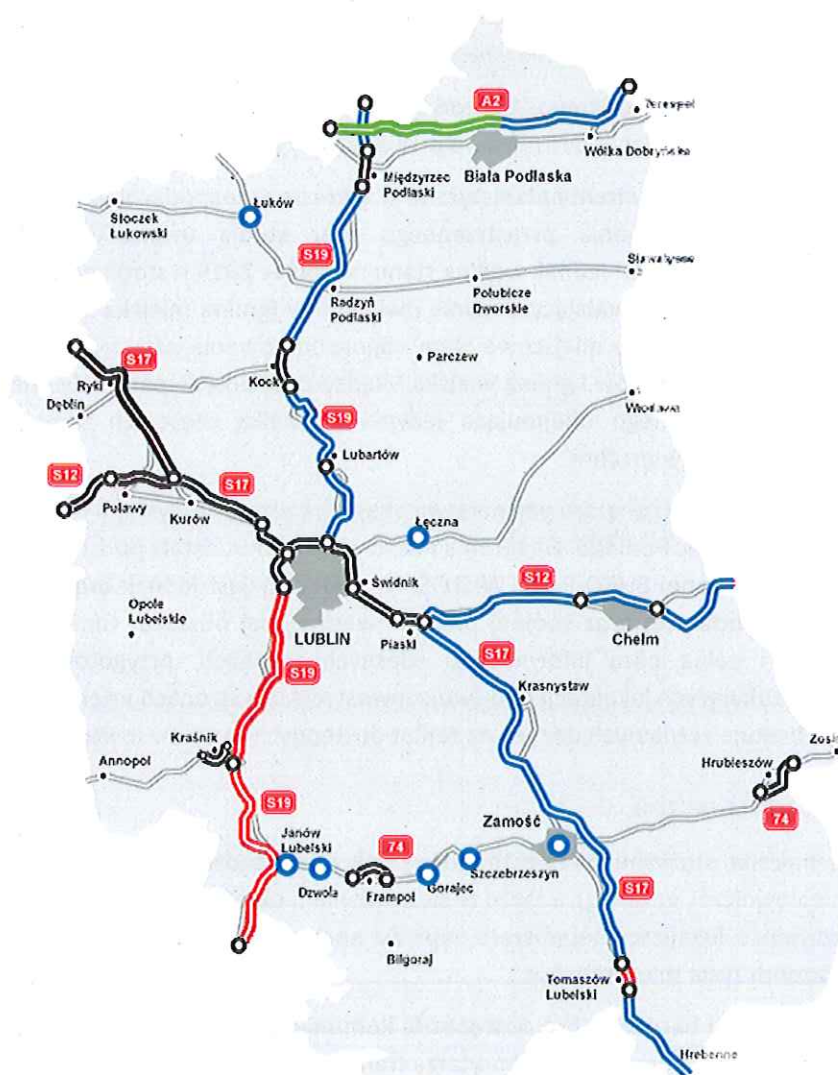 A2
Terespol
Wólka Dobryńska
Biała Podlaska
Międzyrzec
Podlaski
Łuków
Stoczek
Łukowski
S19
Sławatycze
Radzyń
Podlaski
Połubicze
Dworskie
S17
Ryki
Kock
Parczew
Dęblin
S19
Włodawa
Lubartów
S12
S17
Puławy
Kurów
Łęczna
Świdnik
S12
Opole
Lubelskie
LUBLIN
Piaski
Chełm
S17
S19
Krasnystaw
Kraśnik
Annopol
Hrubieszów
S19
Zamość
74
Janów
Lubelski
74
Szczebrzeszyn
Dzwola
Frampol
Gorajec
S17
Biłgoraj
Tomaszów
Lubelski
Hrebenne